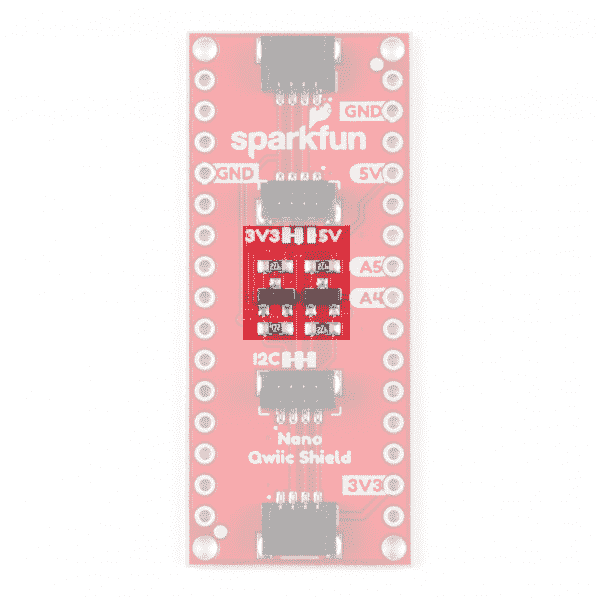 GND
sparkfun
GND 5V
3V3 5V
A5
A4
I2C
Nano
Qwiic Shield
3V3